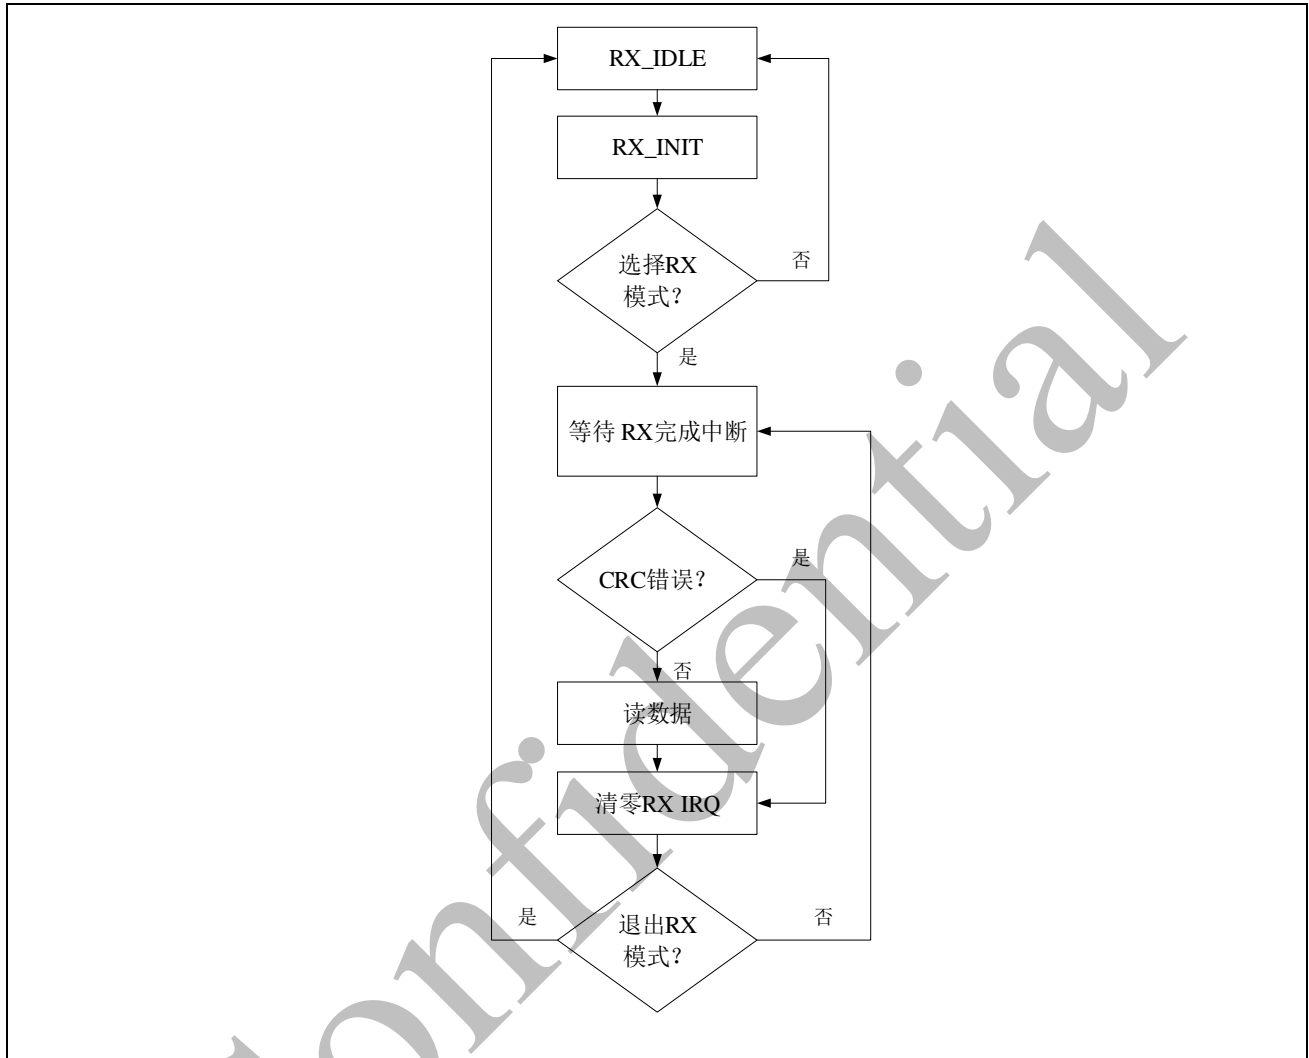 RX_IDLE
RX_INIT
选择RX
模式?
否
是
等待 RX完成中断
CRC错误?
是
否
读数据
清零RX IRQ
退出RX
模式?
是
否
onfidential